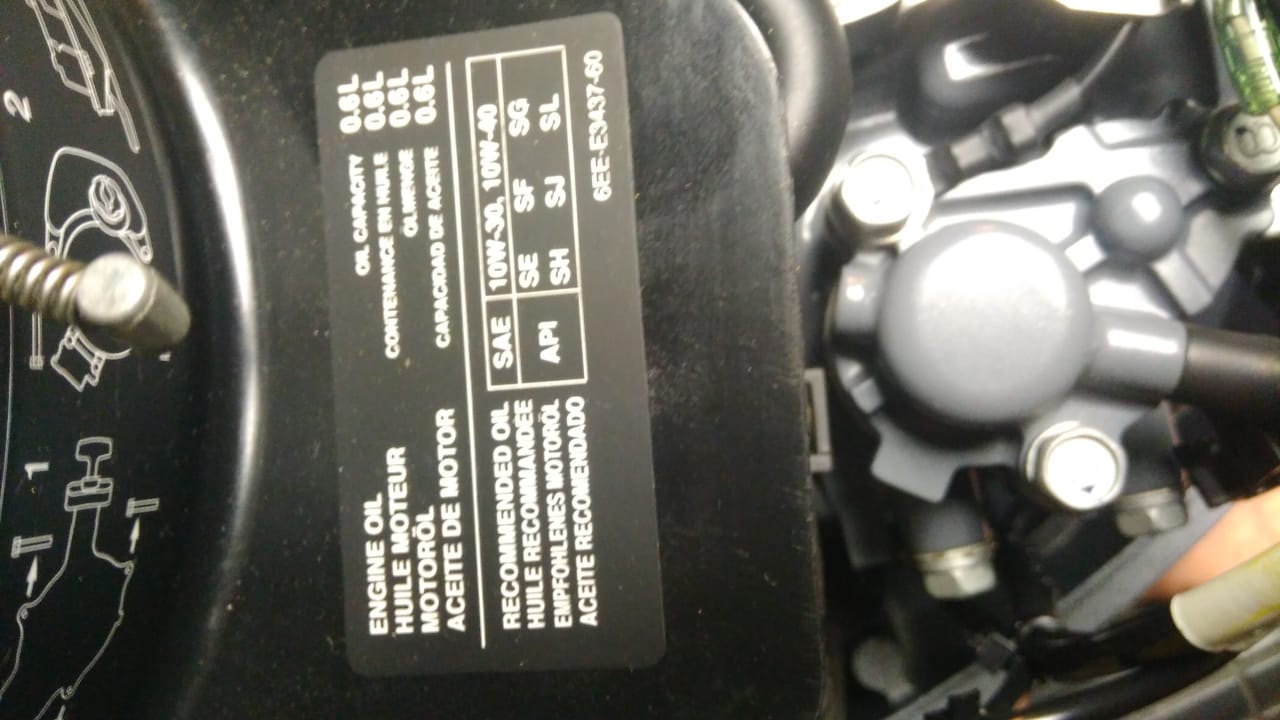 ENGINE OIL OIL CAPACITY 0.6L
HUILE MOTEUR CONTENANCE EN HUILE 0.6L
MOTORÖL ÖLMENGE 0.6L
ACEITE DE MOTOR CAPACIDAD DE ACEITE 0.6L
RECOMMENDED OIL SAE 10W-30, 10W-40
HUILE RECOMMANDÉE API SE SF SG
EMPFOHLENES MOTORÖL SH SJ SL
ACEITE RECOMENDADO
6EE-E3437-60
1
2